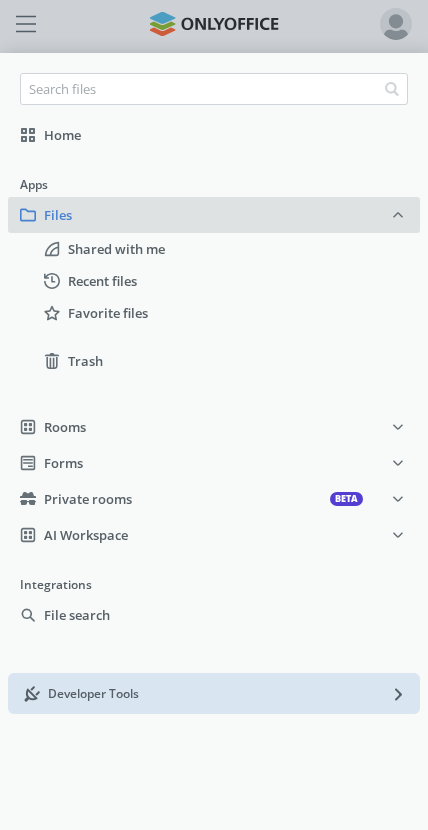 ONLYOFFICE
Search files
Home
Apps
Files
Shared with me
Recent files
Favorite files
Trash
Rooms
Forms
Private rooms BETA
AI Workspace
Integrations
File search
Developer Tools